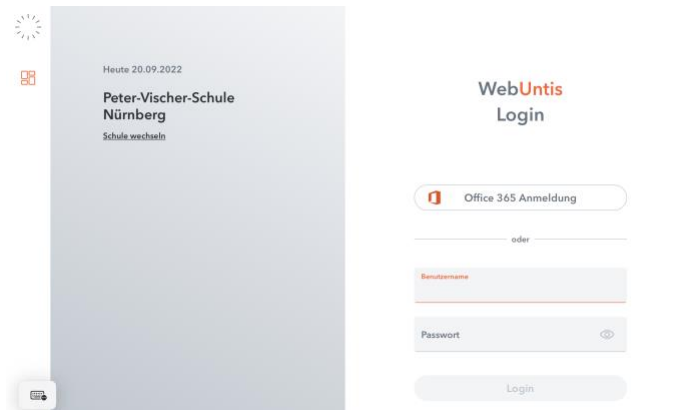 Heute 20.09.2022
Peter-Vischer-Schule
Nürnberg
Schule wechseln
WebUntis
Login
Office 365 Anmeldung
oder
Benutzername
Passwort
Login